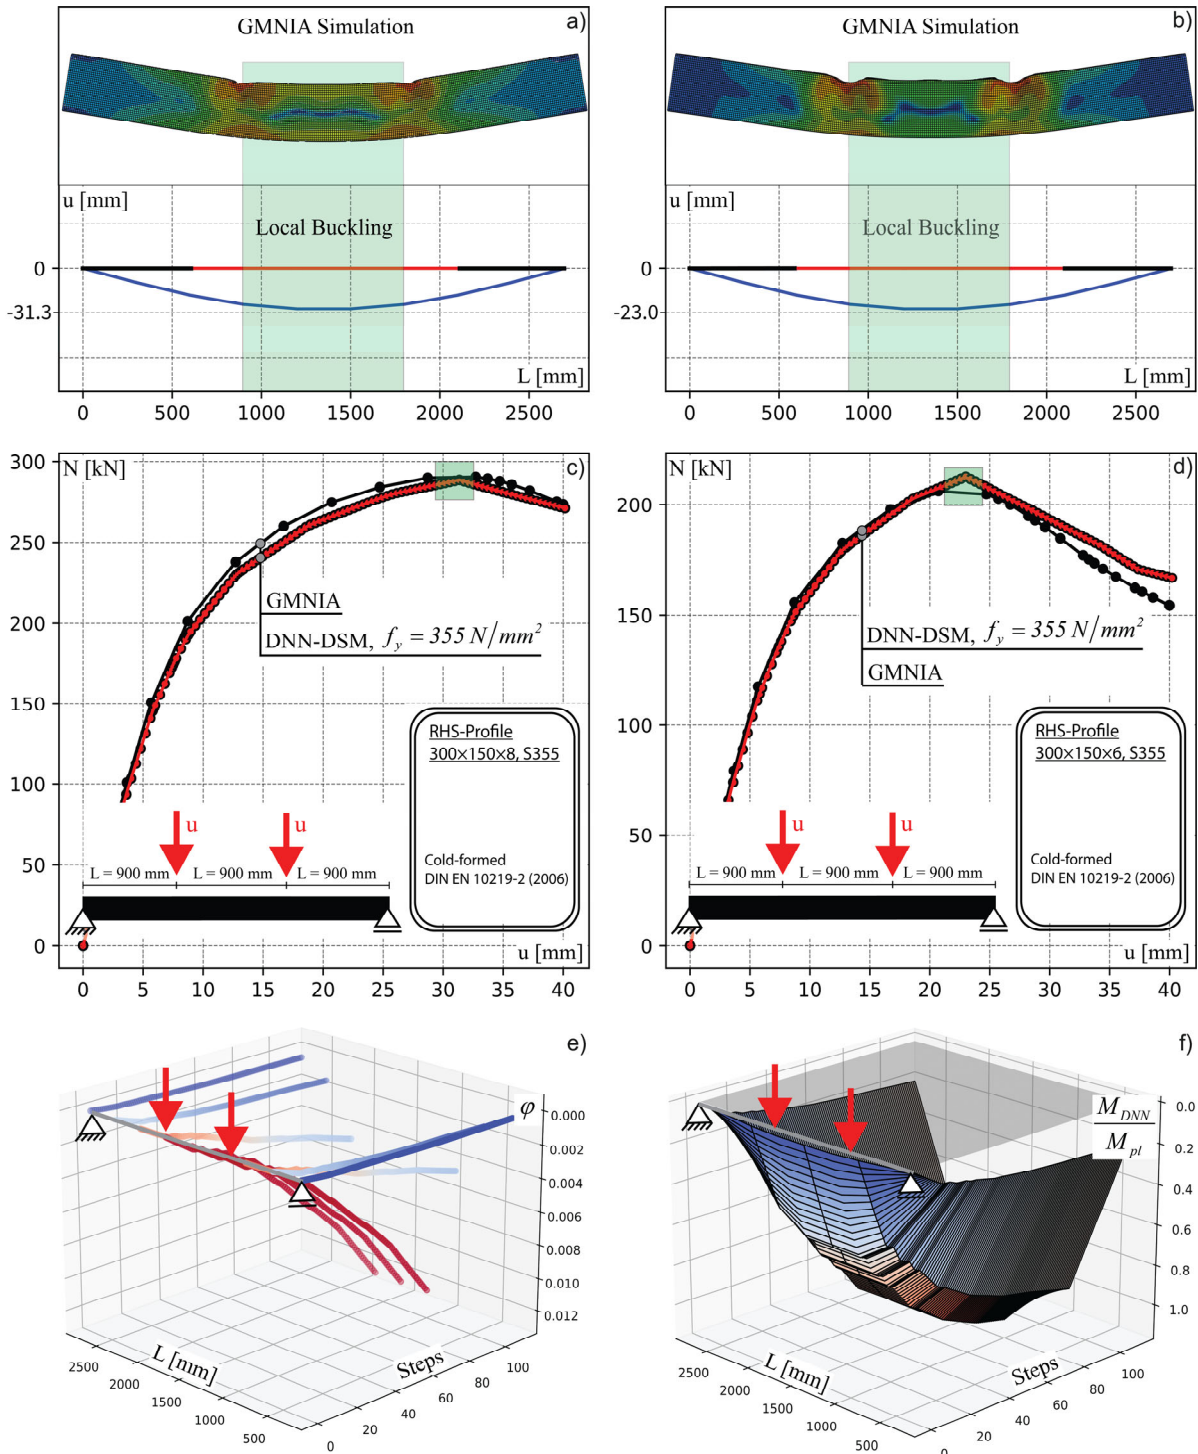 a)
GMNIA Simulation
u [mm]
Local Buckling
0
-31.3
L [mm]
0 500 1000 1500 2000 2500
b)
GMNIA Simulation
u [mm]
Local Buckling
0
-23.0
L [mm]
0 500 1000 1500 2000 2500
c)
N [kN]
300
250
200
150
100
50
0
GMNIA
DNN-DSM, f_y = 355 N/mm²
RHS-Profile
300×150×8, S355
Cold-formed
DIN EN 10219-2 (2006)
u
u
L = 900 mm
L = 900 mm
L = 900 mm
u [mm]
0 5 10 15 20 25 30 35 40
d)
N [kN]
200
150
100
50
0
DNN-DSM, f_y = 355 N/mm²
GMNIA
RHS-Profile
300×150×6, S355
Cold-formed
DIN EN 10219-2 (2006)
u
u
L = 900 mm
L = 900 mm
L = 900 mm
u [mm]
0 5 10 15 20 25 30 35 40
e)
φ
0.000
0.002
0.004
0.006
0.008
0.010
0.012
L [mm]
2500
2000
1500
1000
500
Steps
0
20
40
60
80
100
f)
M_DNN
M_pl
0.0
0.2
0.4
0.6
0.8
1.0
L [mm]
2500
2000
1500
1000
500
Steps
0
20
40
60
80
100